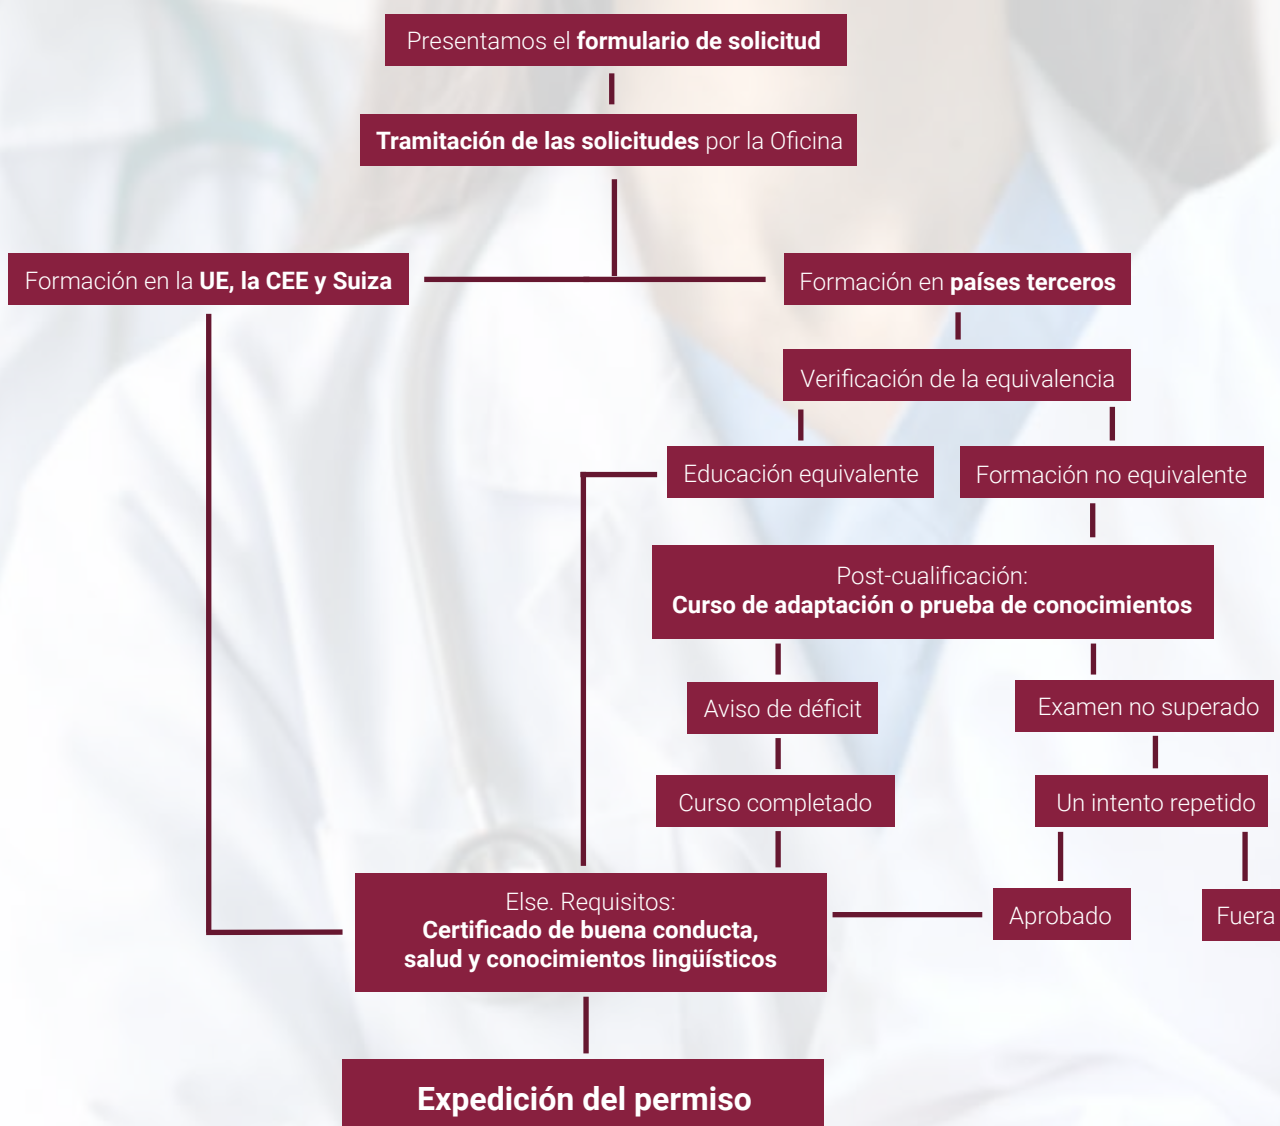 Presentamos el formulario de solicitud
Tramitación de las solicitudes por la Oficina
Formación en la UE, la CEE y Suiza
Formación en países terceros
Verificación de la equivalencia
Educación equivalente
Formación no equivalente
Post-cualificación:
Curso de adaptación o prueba de conocimientos
Aviso de déficit
Examen no superado
Curso completado
Un intento repetido
Else. Requisitos:
Certificado de buena conducta,
salud y conocimientos lingüísticos
Aprobado
Fuera
Expedición del permiso